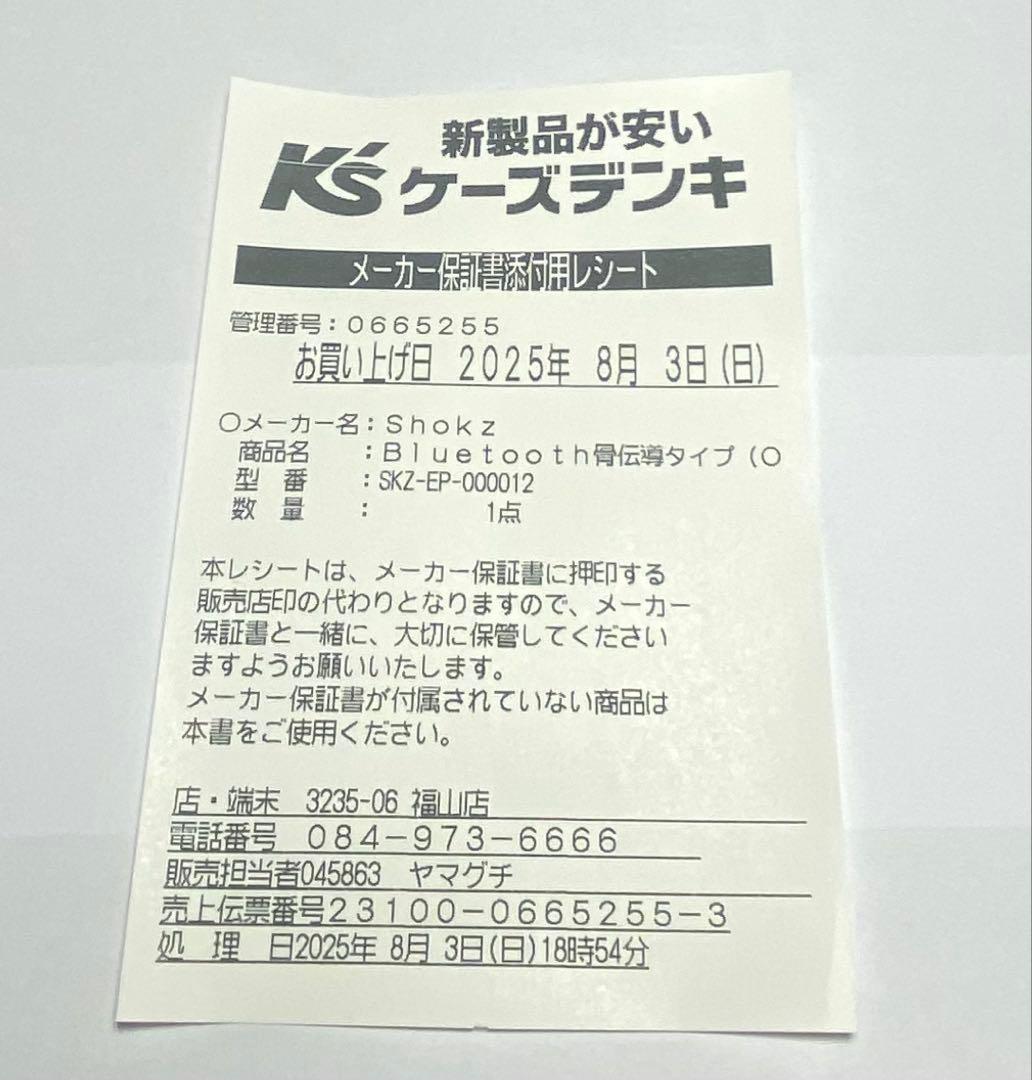 新製品が安い
K's ケーズデンキ
メーカー保証書添付用レシート
管理番号：０６６５２５５
お買い上げ日 ２０２５年 ８月 ３日(日)
○メーカー名：Ｓｈｏｋｚ
商品名 ：Ｂｌｕｅｔｏｏｔｈ骨伝導タイプ（Ｏ
型 番 ：SKZ-EP-000012
数 量 ： 1点
本レシートは、メーカー保証書に押印する
販売店印の代わりとなりますので、メーカー
保証書と一緒に、大切に保管してください
ますようお願いいたします。
メーカー保証書が付属されていない商品は
本書をご使用ください。
店・端末 3235-06 福山店
電話番号 ０８４−９７３−６６６６
販売担当者045863 ヤマグチ
売上伝票番号２３１００−０６６５２５５−３
処 理 日2025年 8月 3日(日)18時54分